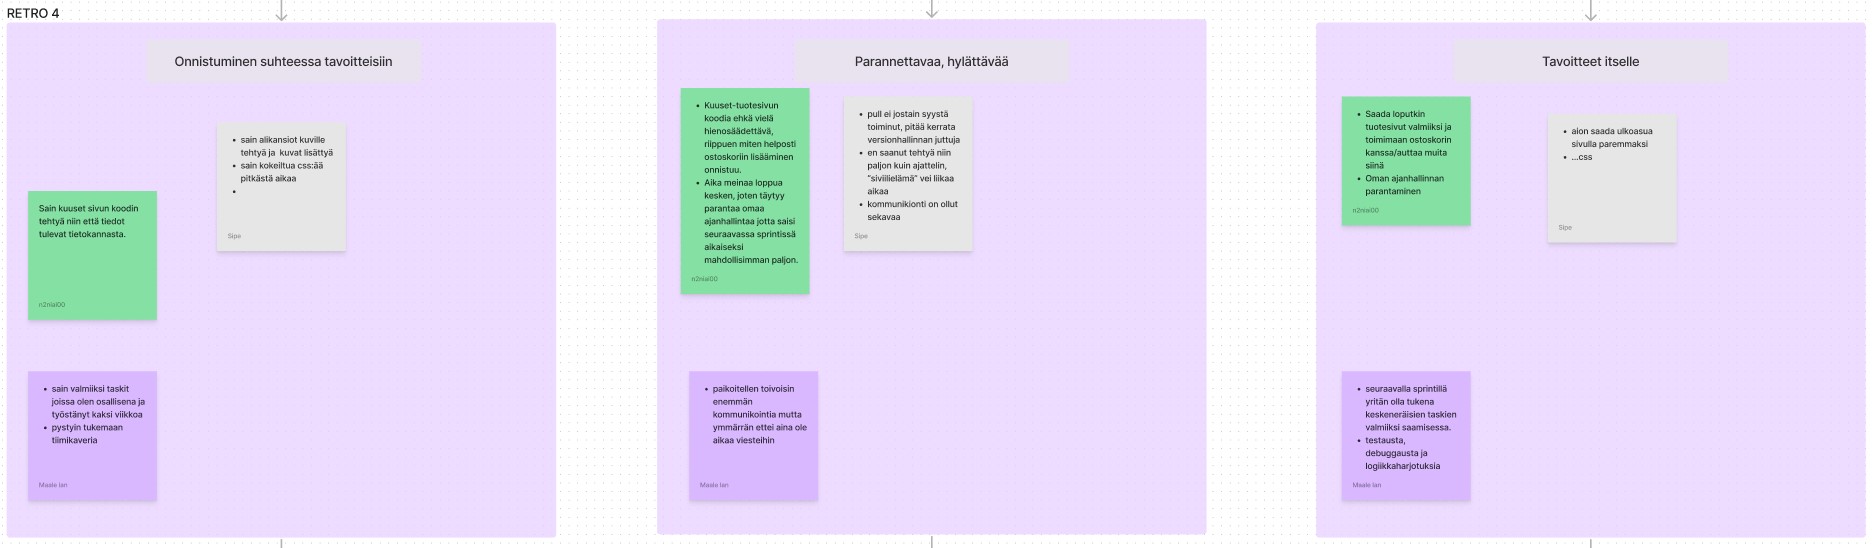 RETRO 4
Onnistuminen suhteessa tavoitteisiin
sain alikansiot kuville
tehtyä ja kuvat lisättyä
sain kokeiltua css:ää
pitkästä aikaa
Sipe
Sain kuuset sivun koodin
tehtyä niin että tiedot
tulevat tietokannasta.
n2niai00
sain valmiiksi taskit
joissa olen osallisena ja
työstänyt kaksi viikkoa
pystyin tukemaan
tiimikaveria
Maale Ian
Parannettavaa, hylättävää
Kuuset-tuotesivun
koodia ehkä vielä
hienosäädettävä,
riippuen miten helposti
ostoskoriin lisääminen
onnistuu.
Aika meinaa loppua
kesken, joten täytyy
parantaa omaa
ajanhallintaa jotta saisi
seuraavassa sprintissä
aikaiseksi
mahdollisimman paljon.
n2niai00
pull ei jostain syystä
toiminut, pitää kerrata
versionhallinnan juttuja
en saanut tehtyä niin
paljon kuin ajattelin,
"siviilielämä" vei liikaa
aikaa
kommunikionti on ollut
sekavaa
Sipe
paikoitellen toivoisin
enemmän
kommunikointia mutta
ymmärrän ettei aina ole
aikaa viesteihin
Maale Ian
Tavoitteet itselle
Saada loputkin
tuotesivut valmiiksi ja
toimimaan ostoskorin
kanssa/auttaa muita
siinä
Oman ajanhallinnan
parantaminen
n2niai00
aion saada ulkoasua
sivulla paremmaksi
...css
Sipe
seuraavalla sprintillä
yritän olla tukena
keskeneräisien taskien
valmiiksi saamisessa.
testausta,
debuggausta ja
logiikkaharjotuksia
Maale Ian